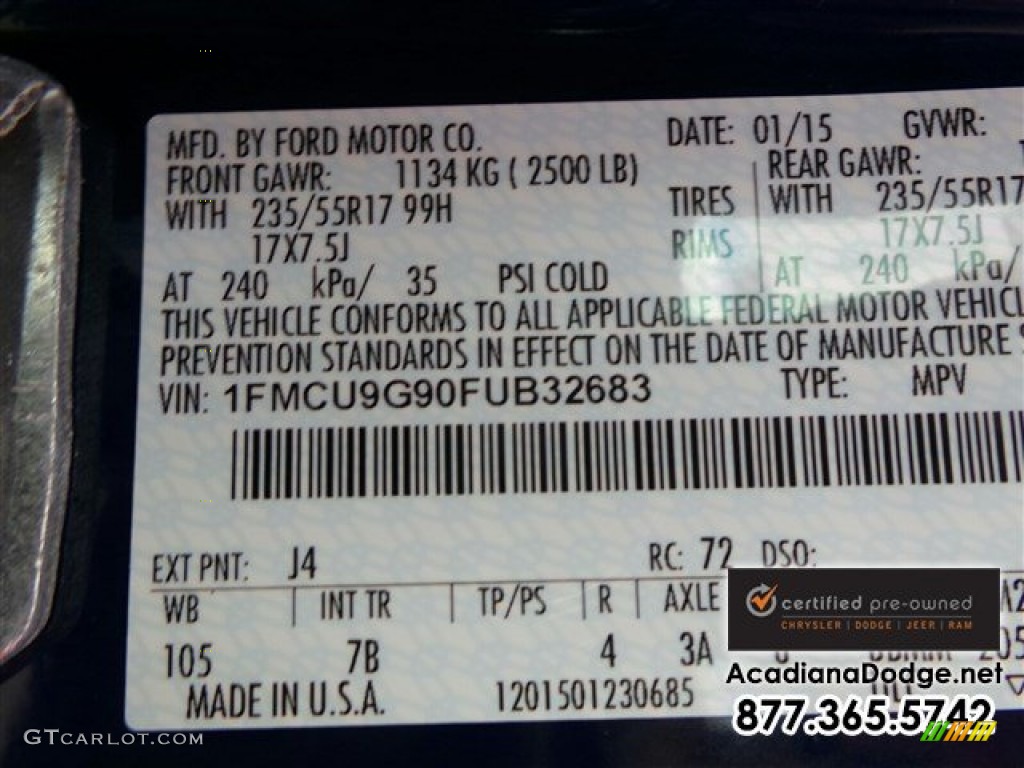 MFD. BY FORD MOTOR CO. DATE: 01/15 GVWR:
FRONT GAWR: 1134 KG ( 2500 LB) REAR GAWR:
WITH 235/55R17 99H TIRES WITH 235/55R17
17X7.5J RIMS 17X7.5J
AT 240 kPa/ 35 PSI COLD AT 240 kPa/
THIS VEHICLE CONFORMS TO ALL APPLICABLE FEDERAL MOTOR VEHICL
PREVENTION STANDARDS IN EFFECT ON THE DATE OF MANUFACTURE S
VIN: 1FMCU9G90FUB32683 TYPE: MPV
EXT PNT: J4 RC: 72 DSO:
WB INT TR TP/PS R AXLE
105 7B 4 3A
MADE IN U.S.A. 1201501230685
certified pre-owned
CHRYSLER | DODGE | JEEP | RAM
AcadianaDodge.net
877.365.5742
GTCARLOT.COM